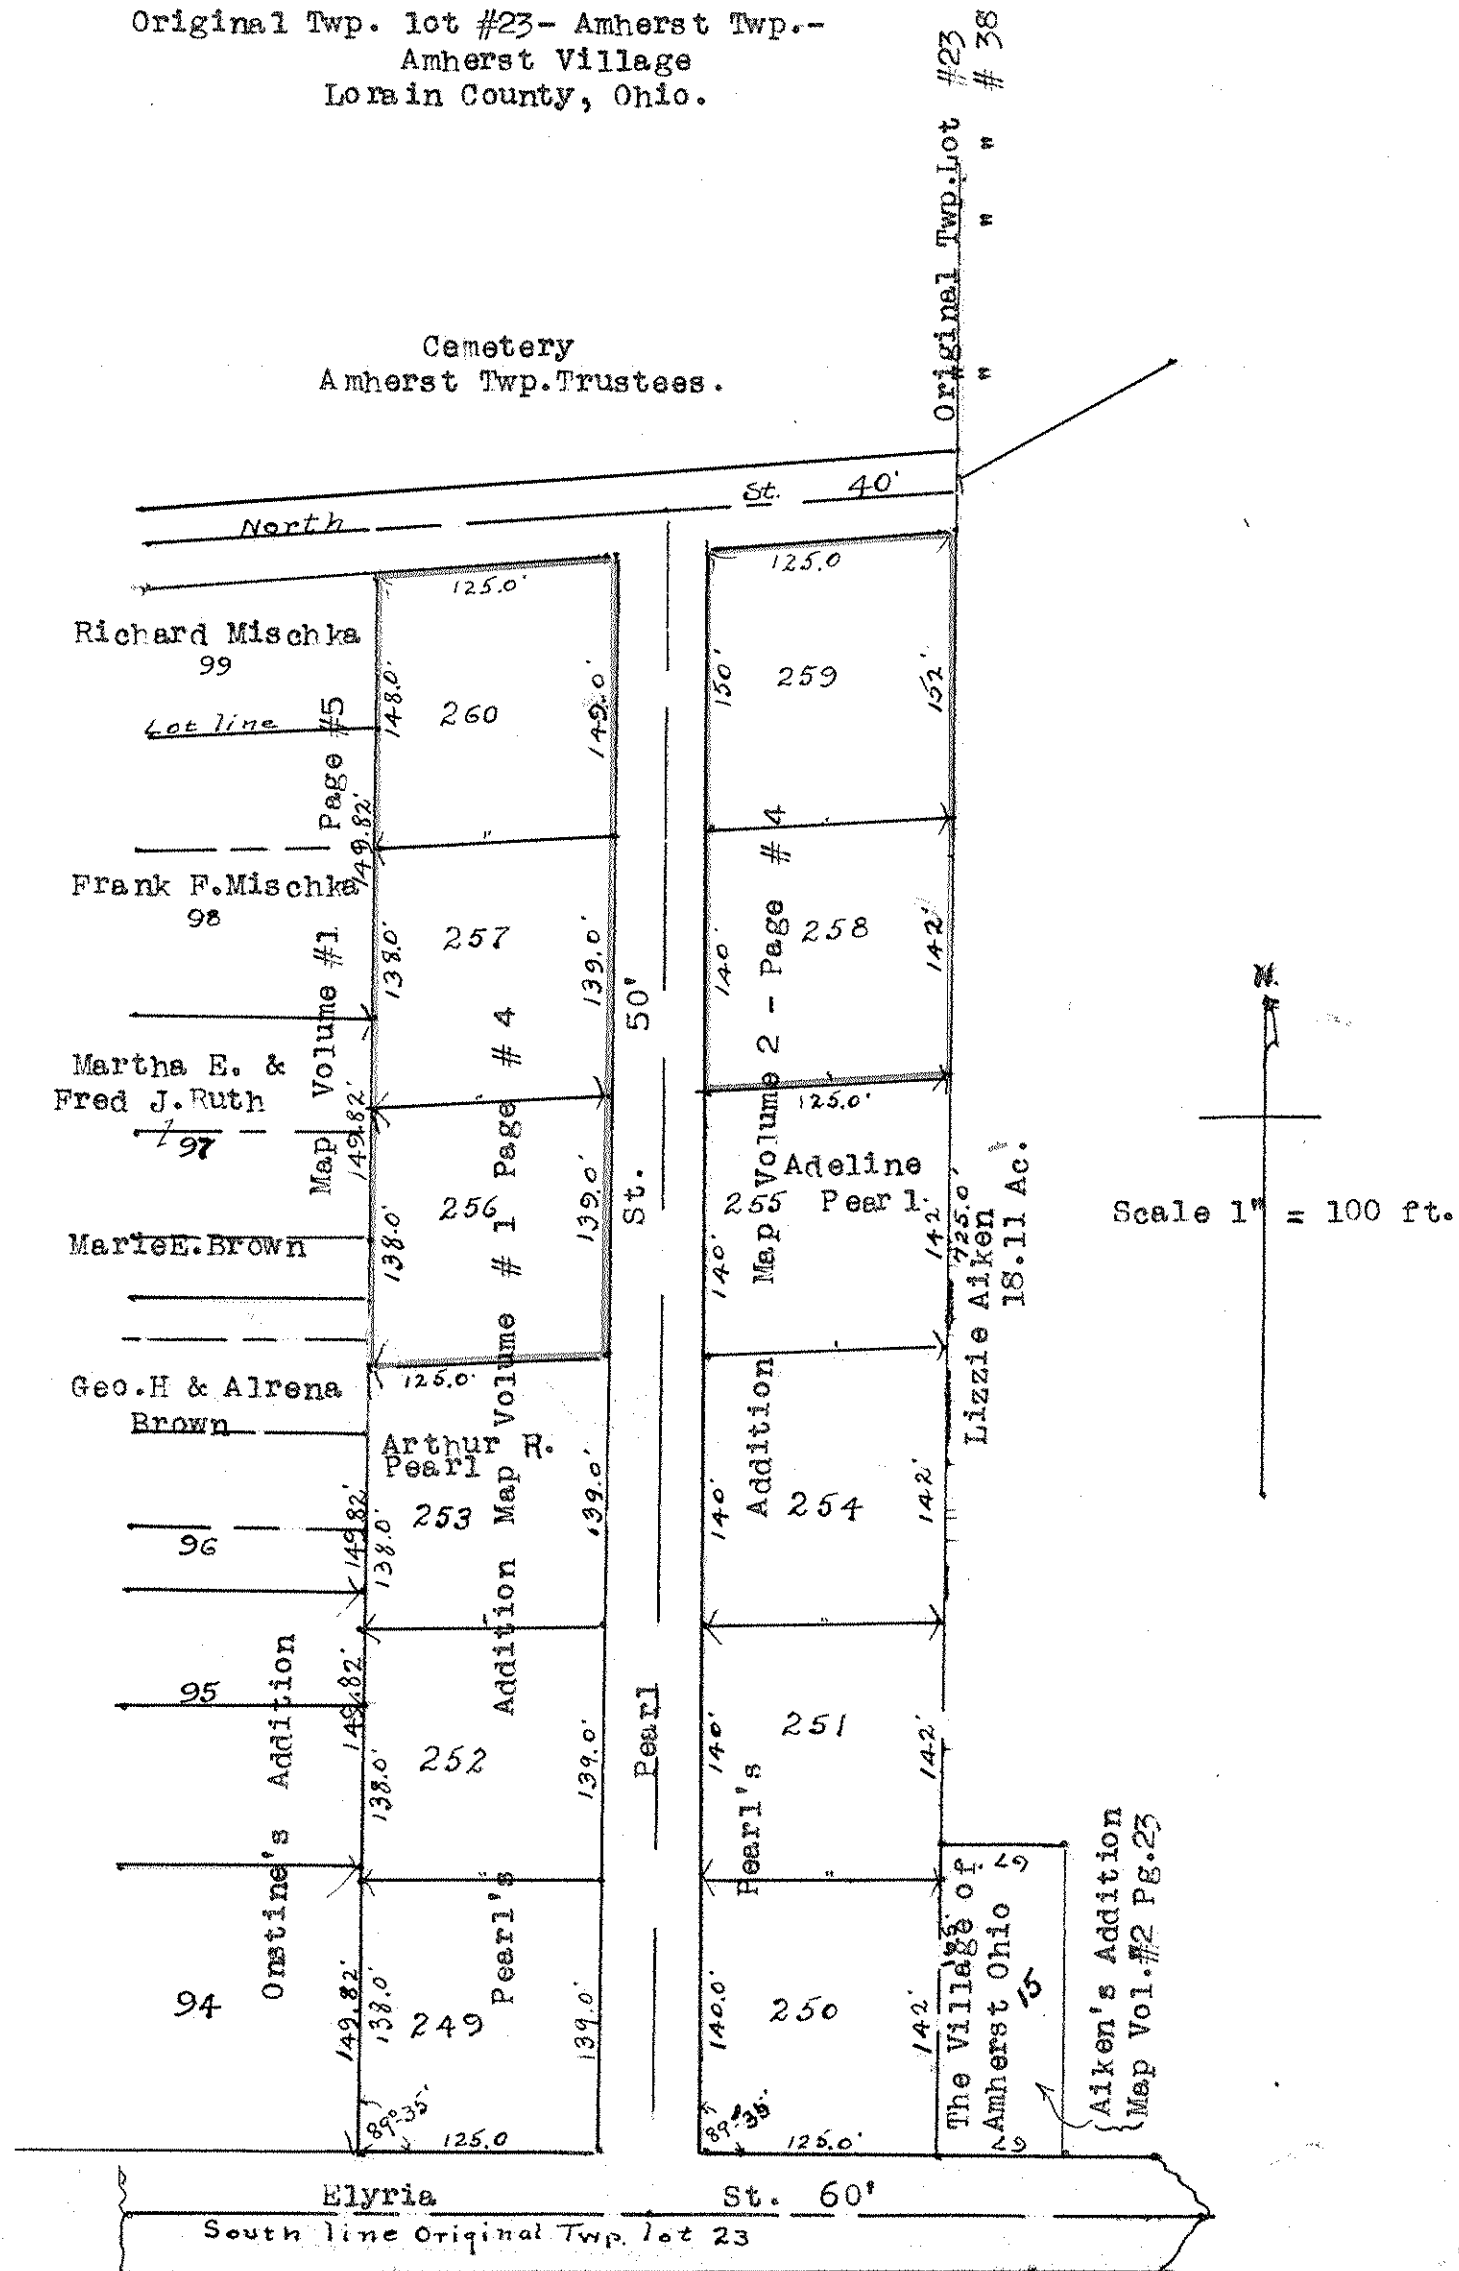 Original Twp. lot #23- Amherst Twp.-
Amherst Village
Lorain County, Ohio.
Original Twp.Lot #23
" " " # 38
Cemetery
Amherst Twp.Trustees.
North St. 40'
125.0'
125.0
Richard Mischka
99
Lot line
148.0'
260
149.0'
150'
259
152'
Map Volume #1 Page #5
149.82'
"
Frank F.Mischka
98
138.0'
257
139.0'
140'
258
142'
50'
Martha E. &
Fred J.Ruth
97
149.82'
"
125.0'
MarieE.Brown
138.0'
256
139.0'
St.
140'
255
Adeline
Pearl.
142
725.0'
Lizzie Aiken
18.11 Ac.
N.
Scale 1" = 100 ft.
Geo.H & Alrena
Brown
125.0'
Arthur R.
Pearl
253
139.0'
149.82'
138.0'
140'
254
142'
96
"
95
149.82'
138.0'
252
139.0'
Pearl
140'
251
142'
Onstine's Addition
Pearl's Addition Map Volume # 1 Page # 4
Pearl's Addition Map Volume 2 - Page # 4
"
"
94
149.82'
138.0'
249
139.0'
140.0'
250
142'
The Village of
Amherst Ohio
15
Aiken's Addition
Map Vol.#2 Pg.23
89°-35'
125.0
89°-35'
125.0'
Elyria St. 60'
South line Original Twp. lot 23